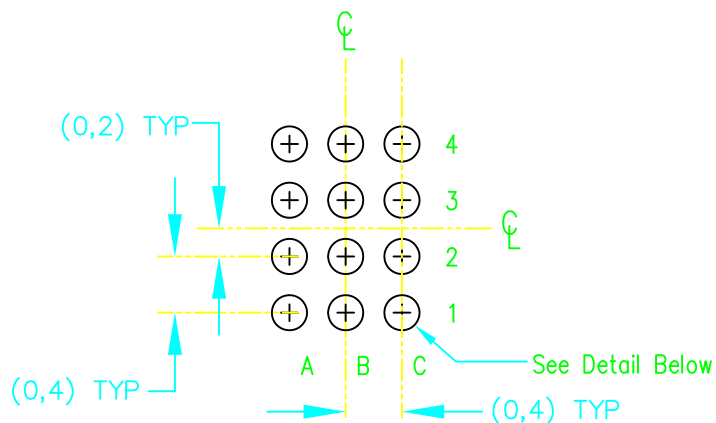 ℄
(0,2) TYP
4
3
℄
2
1
A B C
See Detail Below
(0,4) TYP
(0,4) TYP